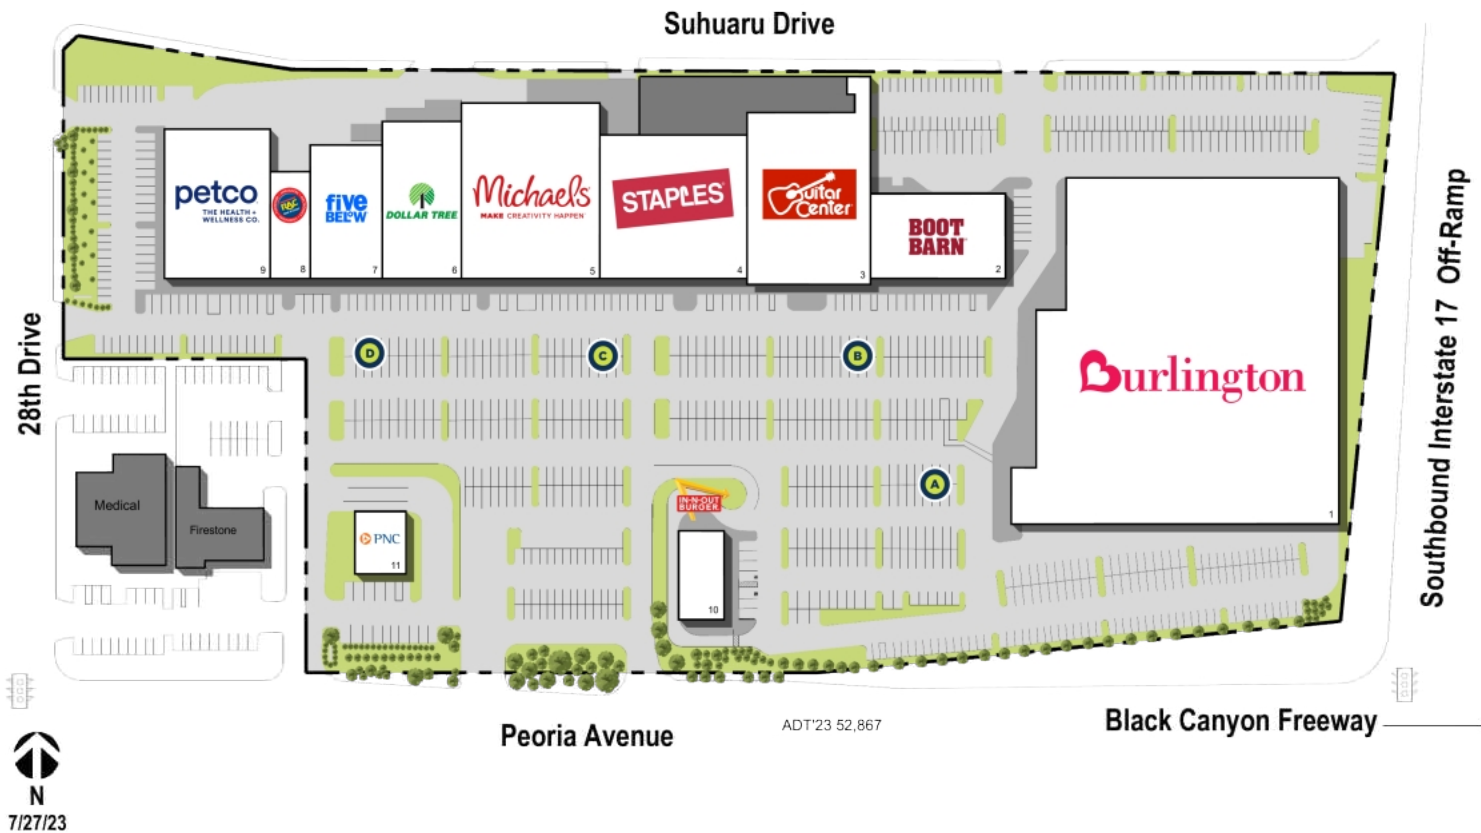 Suhuaru Drive
petco
THE HEALTH +
WELLNESS CO.
9
RAC
8
five
BELOW
7
DOLLAR TREE
6
Michaels
MAKE CREATIVITY HAPPEN
5
STAPLES
4
Guitar
Center
3
BOOT
BARN
2
Burlington
1
28th Drive
Southbound Interstate 17 Off-Ramp
D
C
B
A
Medical
Firestone
PNC
11
IN-N-OUT
BURGER
10
Peoria Avenue
ADT'23 52,867
Black Canyon Freeway
N
7/27/23